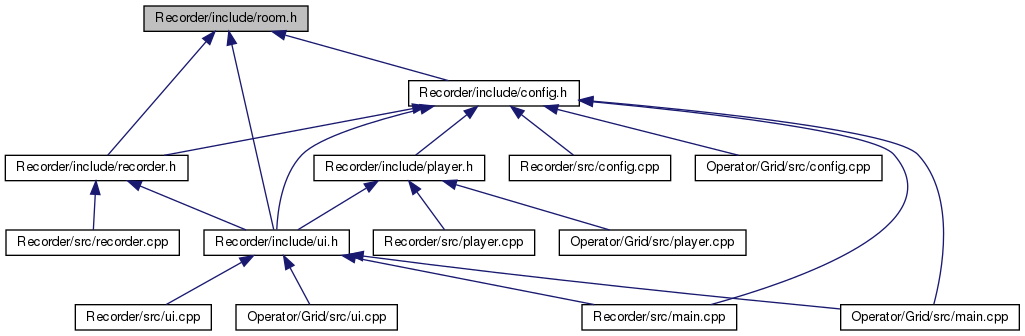 Recorder/include/room.h
Recorder/include/config.h
Recorder/include/recorder.h
Recorder/include/player.h
Recorder/src/config.cpp
Operator/Grid/src/config.cpp
Recorder/src/recorder.cpp
Recorder/include/ui.h
Recorder/src/player.cpp
Operator/Grid/src/player.cpp
Recorder/src/ui.cpp
Operator/Grid/src/ui.cpp
Recorder/src/main.cpp
Operator/Grid/src/main.cpp